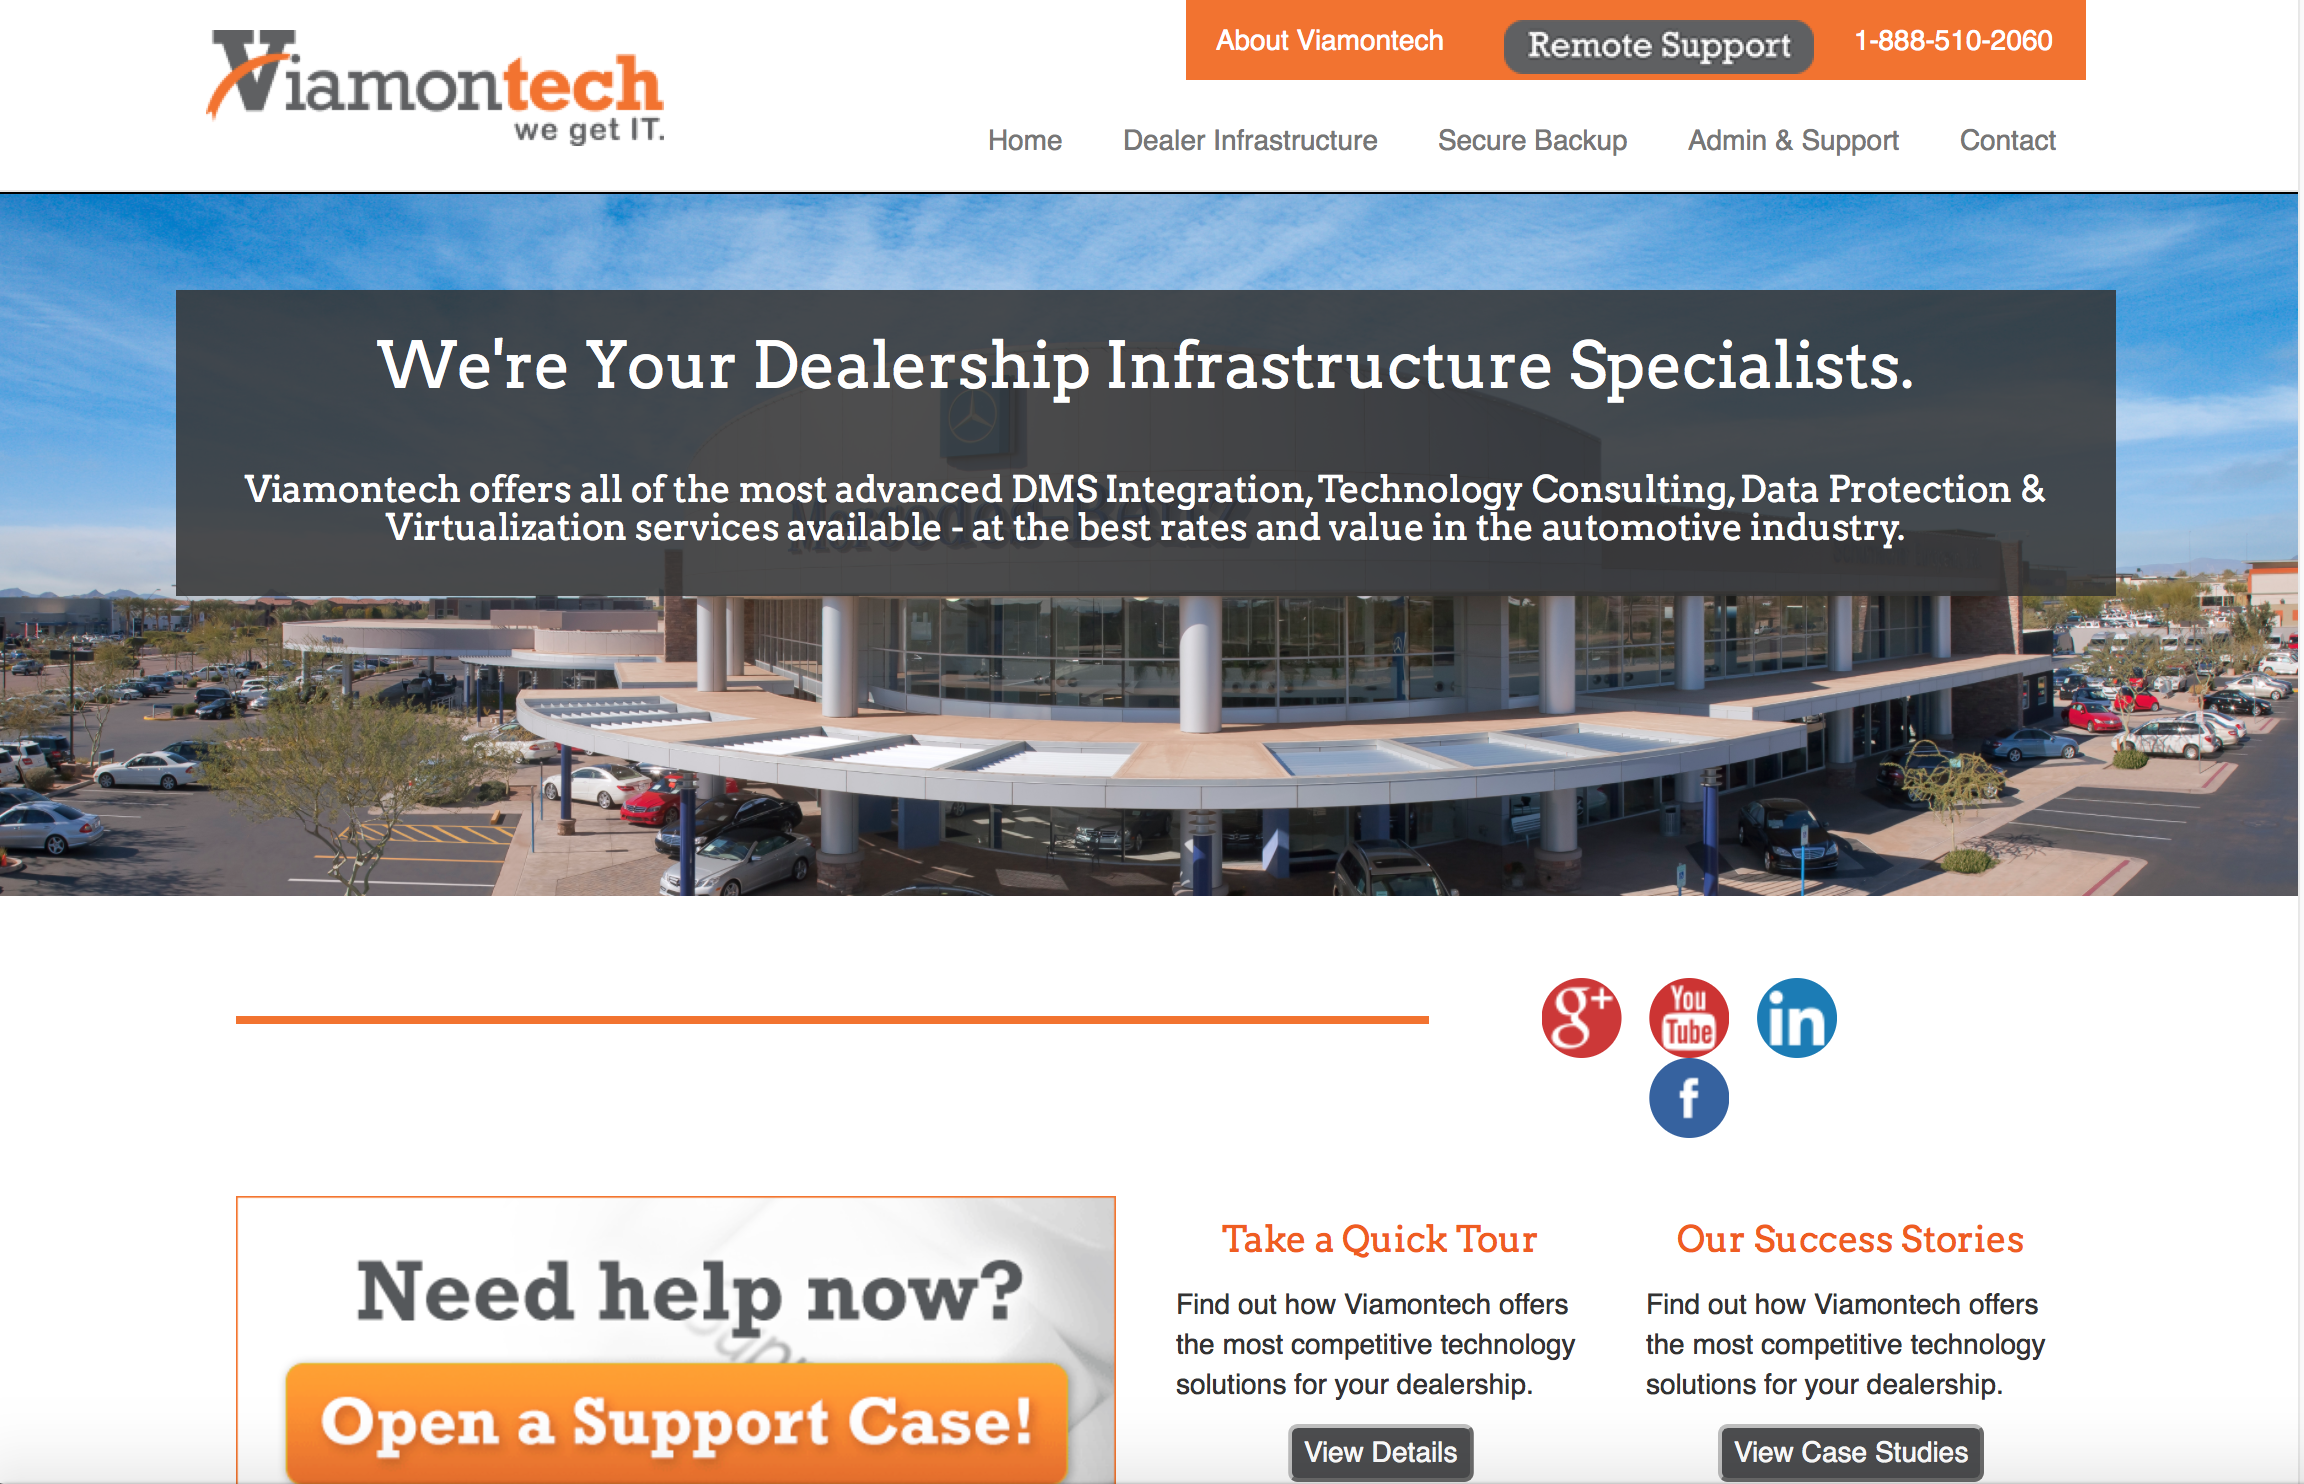 Viamontech
we get IT.
About Viamontech
Remote Support
1-888-510-2060
Home
Dealer Infrastructure
Secure Backup
Admin & Support
Contact
We're Your Dealership Infrastructure Specialists.
Viamontech offers all of the most advanced DMS Integration, Technology Consulting, Data Protection &
Virtualization services available - at the best rates and value in the automotive industry.
Mercedes-Benz
g+
You
Tube
in
f
Need help now?
Open a Support Case!
Take a Quick Tour
Find out how Viamontech offers
the most competitive technology
solutions for your dealership.
View Details
Our Success Stories
Find out how Viamontech offers
the most competitive technology
solutions for your dealership.
View Case Studies